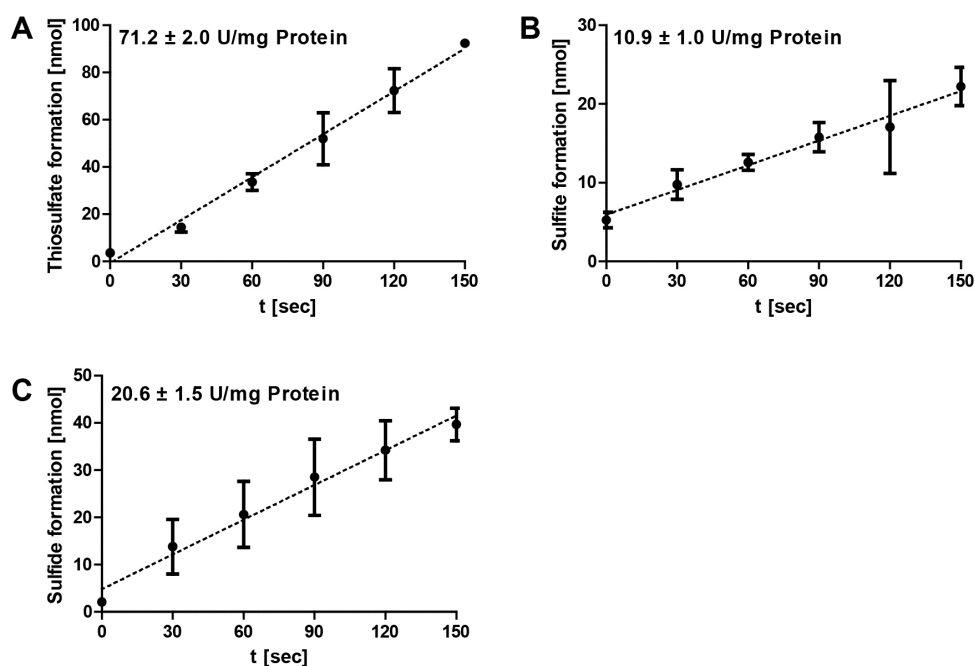 A
71.2 ± 2.0 U/mg Protein
Thiosulfate formation [nmol]
100
80
60
40
20
0
0 30 60 90 120 150
t [sec]
B
10.9 ± 1.0 U/mg Protein
Sulfite formation [nmol]
30
20
10
0
0 30 60 90 120 150
t [sec]
C
20.6 ± 1.5 U/mg Protein
Sulfide formation [nmol]
50
40
30
20
10
0
0 30 60 90 120 150
t [sec]